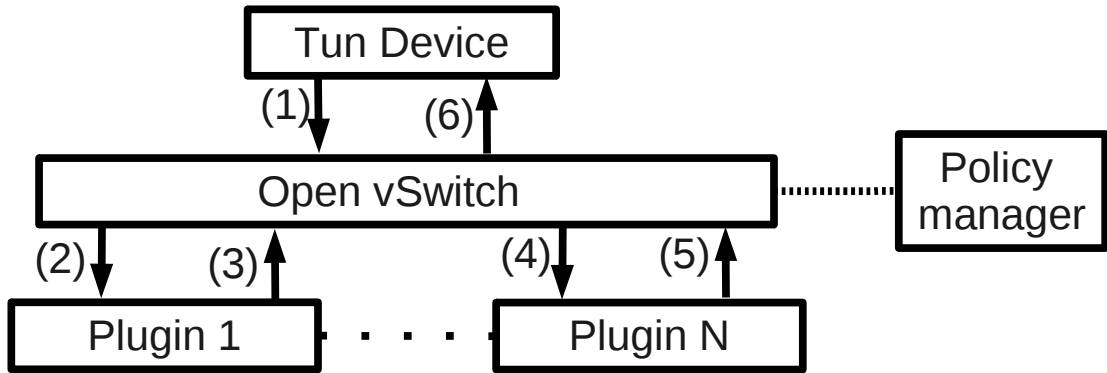 Tun Device
(1)
(6)
Open vSwitch
Policy
manager
(2)
(3)
(4)
(5)
Plugin 1
Plugin N